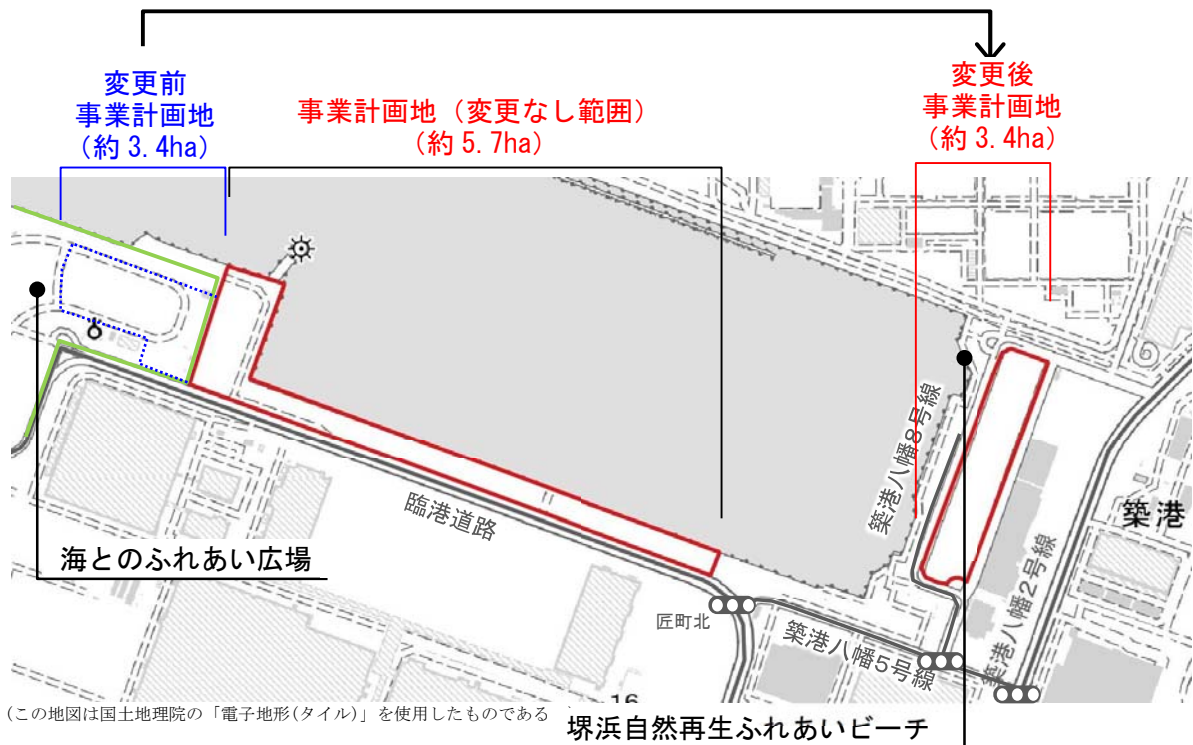 変更前
事業計画地
(約 3.4ha)
事業計画地（変更なし範囲）
(約 5.7ha)
変更後
事業計画地
(約 3.4ha)
築港八幡8号線
臨港道路
築港
海とのふれあい広場
匠町北
築港八幡5号線
築港八幡2号線
16
(この地図は国土地理院の「電子地形(タイル)」を使用したものである
堺浜自然再生ふれあいビーチ